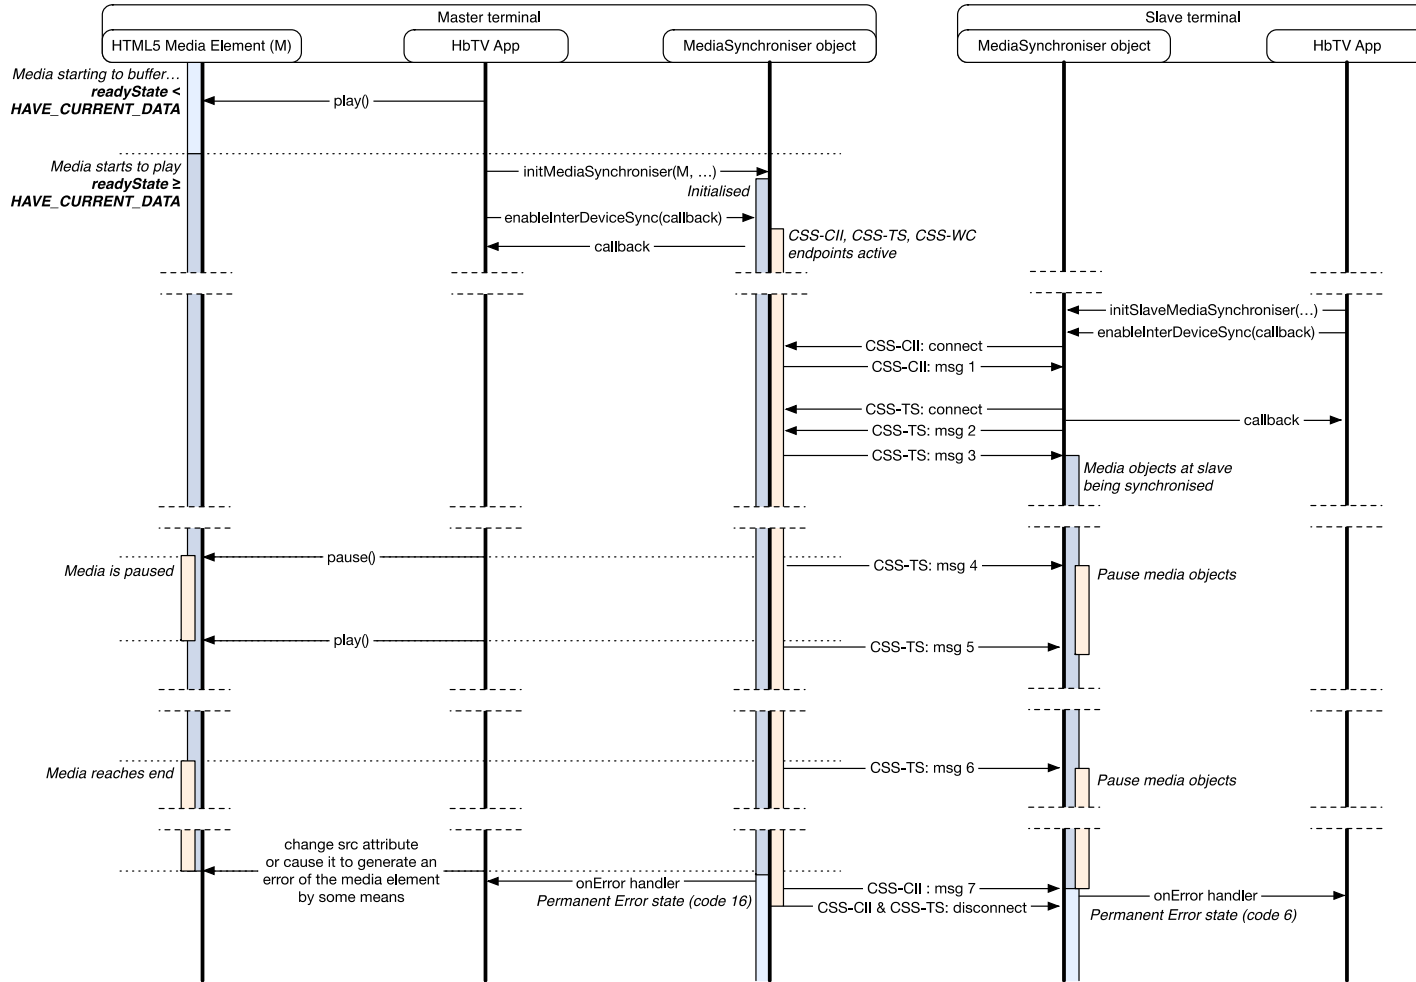 Master terminal
Slave terminal
HTML5 Media Element (M)
HbTV App
MediaSynchroniser object
MediaSynchroniser object
HbTV App
Media starting to buffer…
readyState <
HAVE_CURRENT_DATA
play()
Media starts to play
readyState ≥
HAVE_CURRENT_DATA
initMediaSynchroniser(M, …)
Initialised
enableInterDeviceSync(callback)
callback
CSS-CII, CSS-TS, CSS-WC
endpoints active
initSlaveMediaSynchroniser(…)
enableInterDeviceSync(callback)
CSS-CII: connect
CSS-CII: msg 1
CSS-TS: connect
callback
CSS-TS: msg 2
CSS-TS: msg 3
Media objects at slave
being synchronised
pause()
Media is paused
CSS-TS: msg 4
Pause media objects
play()
CSS-TS: msg 5
Media reaches end
CSS-TS: msg 6
Pause media objects
change src attribute
or cause it to generate an
error of the media element
by some means
onError handler
Permanent Error state (code 16)
CSS-CII : msg 7
CSS-CII & CSS-TS: disconnect
onError handler
Permanent Error state (code 6)